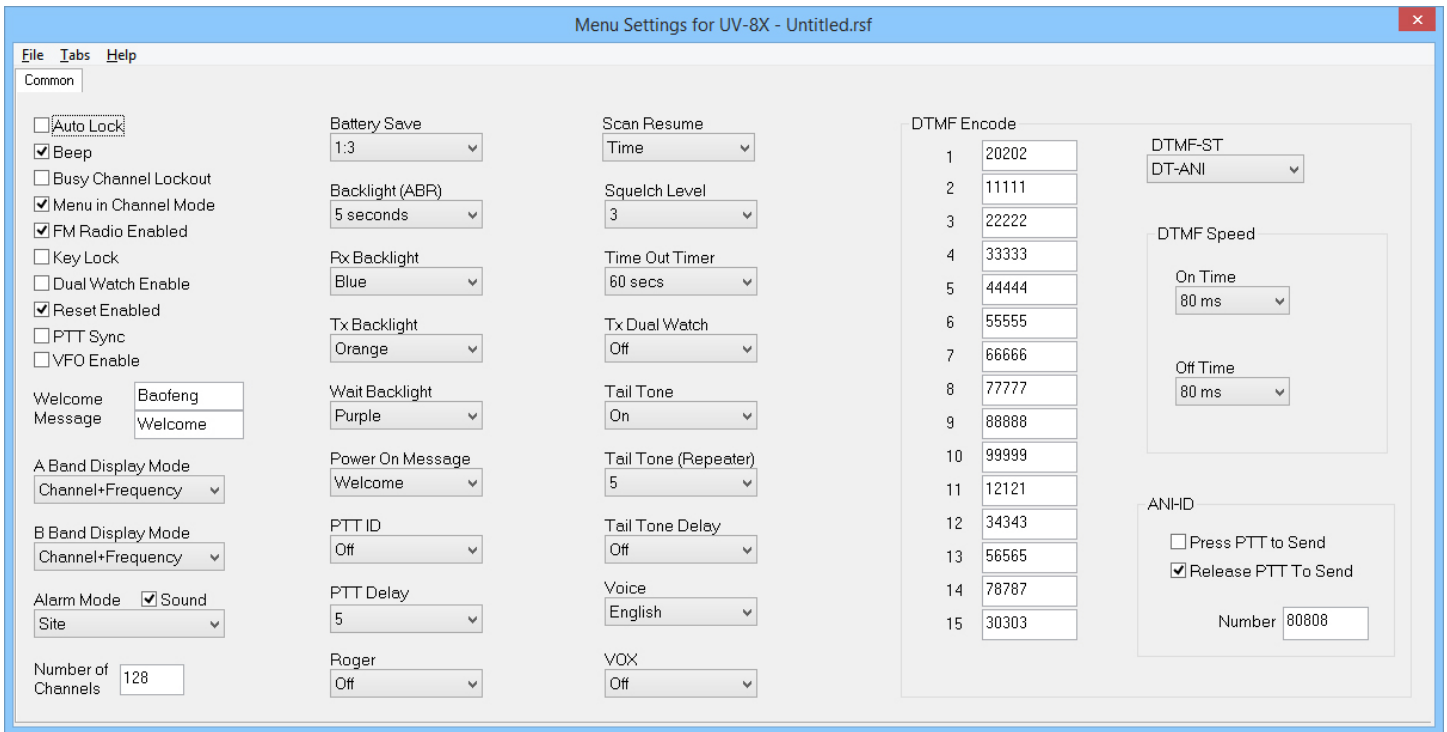 Menu Settings for UV-8X - Untitled.rsf
×
File Tabs Help
Common
Auto Lock
Beep
Busy Channel Lockout
Menu in Channel Mode
FM Radio Enabled
Key Lock
Dual Watch Enable
Reset Enabled
PTT Sync
VFO Enable
Welcome Message
Baofeng
Welcome
A Band Display Mode
Channel+Frequency
B Band Display Mode
Channel+Frequency
Alarm Mode
Sound
Site
Number of Channels
128
Battery Save
1:3
Backlight (ABR)
5 seconds
Rx Backlight
Blue
Tx Backlight
Orange
Wait Backlight
Purple
Power On Message
Welcome
PTT ID
Off
PTT Delay
5
Roger
Off
Scan Resume
Time
Squelch Level
3
Time Out Timer
60 secs
Tx Dual Watch
Off
Tail Tone
On
Tail Tone (Repeater)
5
Tail Tone Delay
Off
Voice
English
VOX
Off
DTMF Encode
1 20202
2 11111
3 22222
4 33333
5 44444
6 55555
7 66666
8 77777
9 88888
10 99999
11 12121
12 34343
13 56565
14 78787
15 30303
DTMF-ST
DT-ANI
DTMF Speed
On Time
80 ms
Off Time
80 ms
ANI-ID
Press PTT to Send
Release PTT To Send
Number 80808